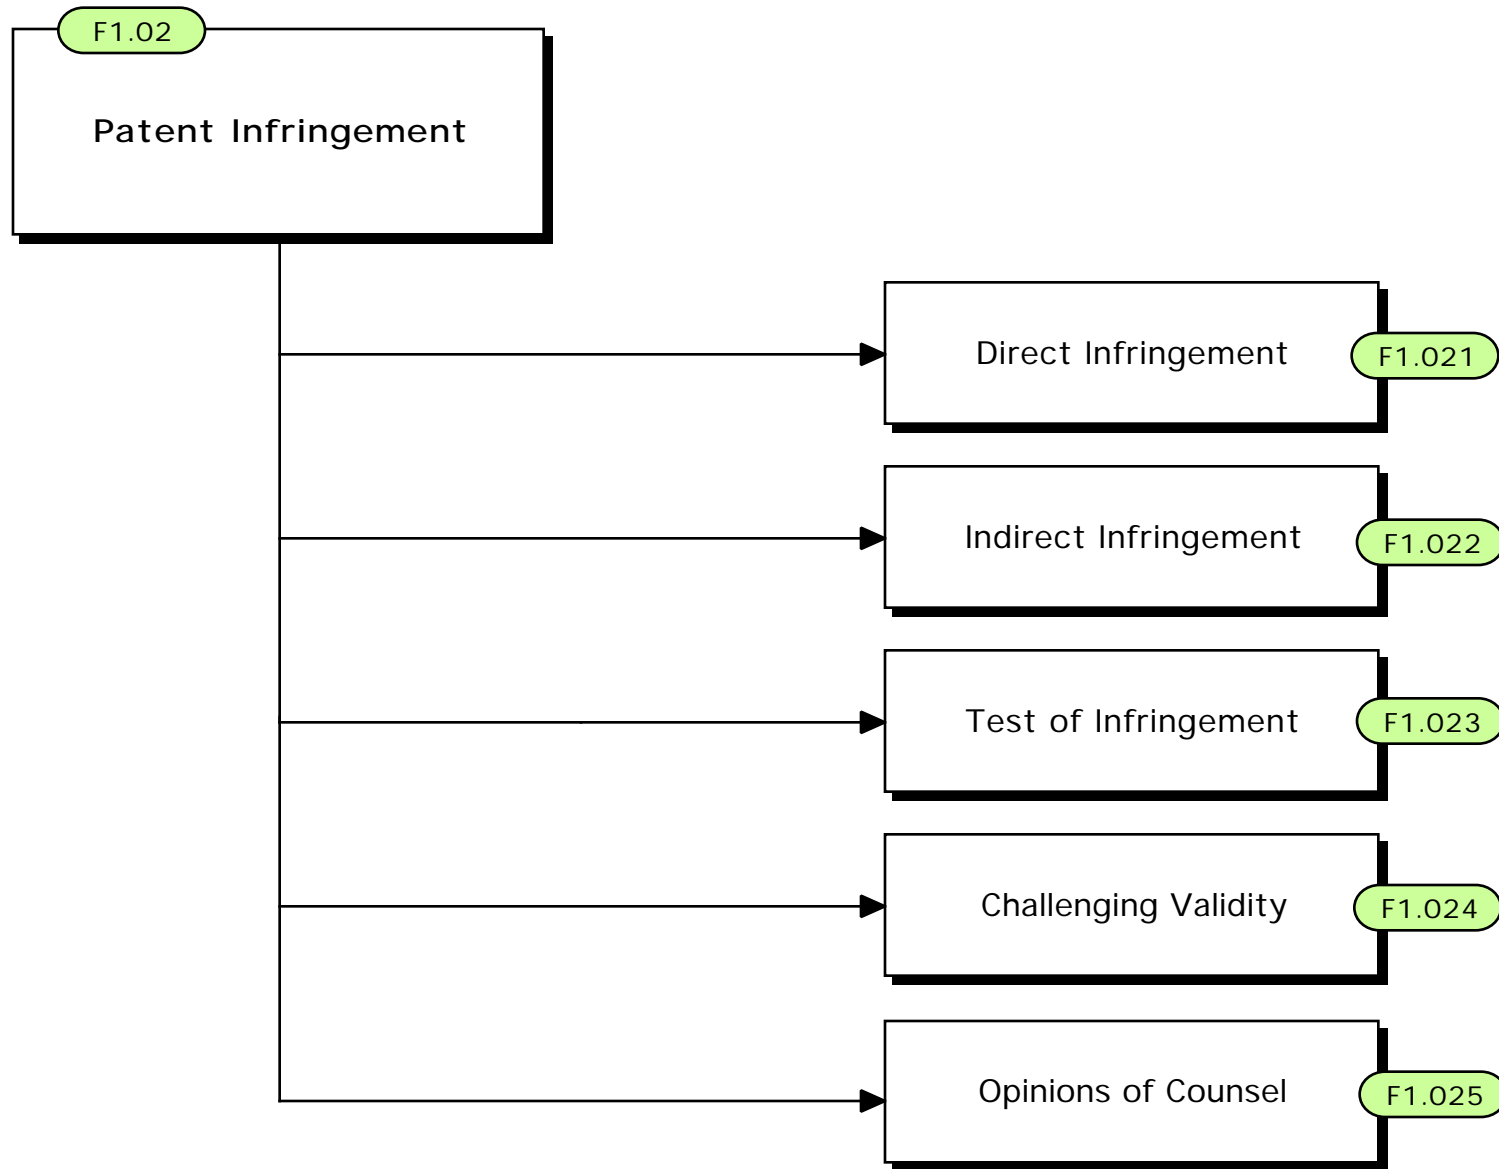 F1.02
Patent Infringement
Direct Infringement
F1.021
Indirect Infringement
F1.022
Test of Infringement
F1.023
Challenging Validity
F1.024
Opinions of Counsel
F1.025